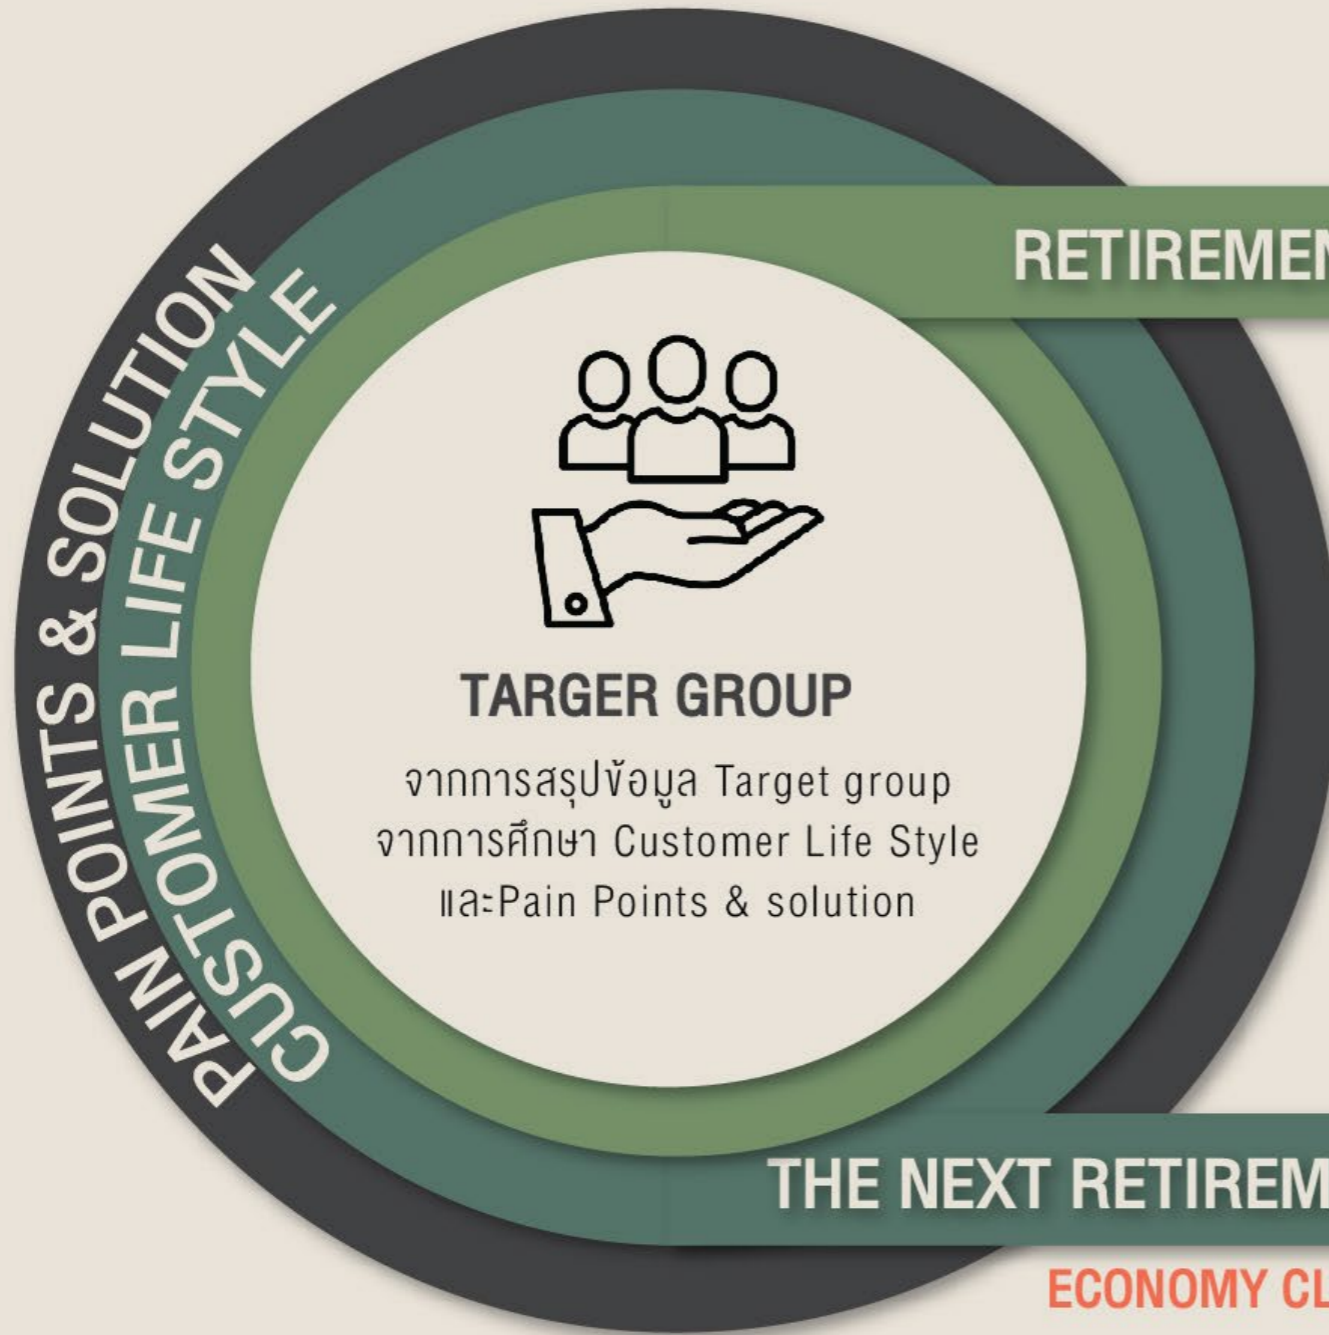 PAIN POINTS & SOLUTION
CUSTOMER LIFE STYLE
RETIREMEN
TARGER GROUP
จากการสรุปข้อมูล Target group
จากการศึกษา Customer Life Style
และPain Points & solution
THE NEXT RETIREM
ECONOMY CL